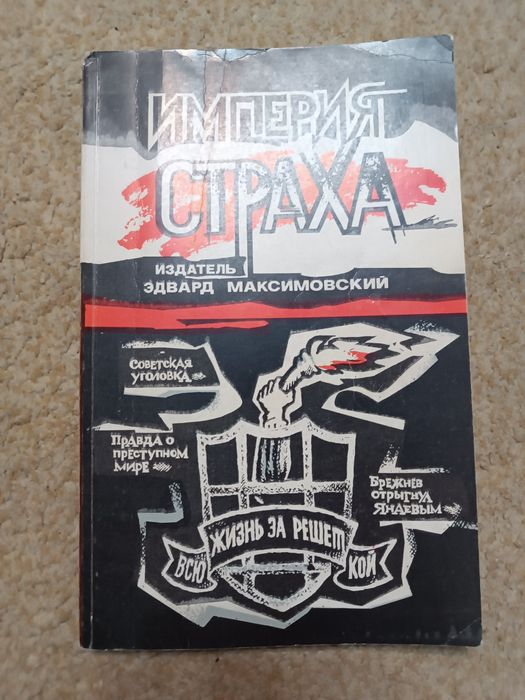 ИМПЕРИЯ
СТРАХА
ИЗДАТЕЛЬ
ЭДВАРД МАКСИМОВСКИЙ
СОВЕТСКАЯ
УГОЛОВКА
ПРАВДА О
ПРЕСТУПНОМ
МИРЕ
БРЕЖНЕВ
ОТРЫГНУЛ
ЯНАЕВЫМ
ЖИЗНЬ ЗА РЕШЕТ
ВСЮ КОЙ